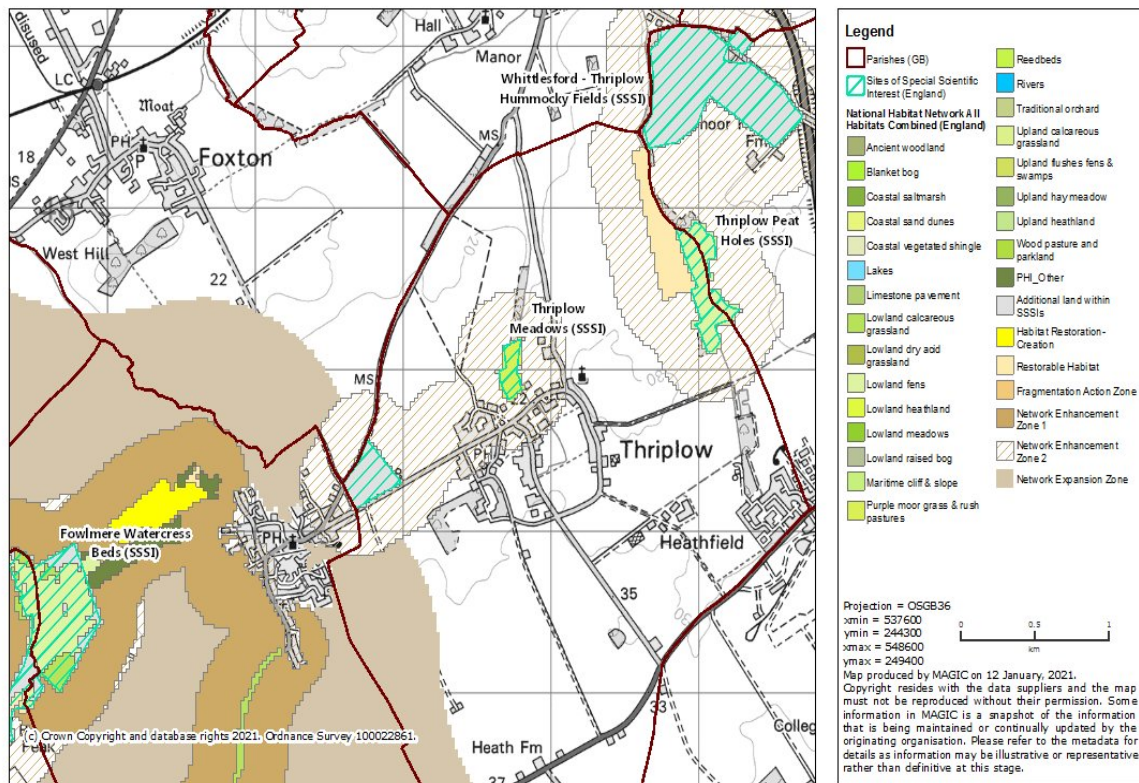 disused
Hall
Manor
LC
Moat
Whittlesford - Thriplow
Hummocky Fields (SSSI)
MS
PH
P
18
Foxton
Fm
Thriplow Peat
Holes (SSSI)
West Hill
22
20
Thriplow
Meadows (SSSI)
MS
30
22
PH
Thriplow
Fowlmere Watercress
Beds (SSSI)
PH
Heathfield
35
30
33
Colleg
Peak
(c) Crown Copyright and database rights 2021. Ordnance Survey 100022861.
Heath Fm
37
Legend
Parishes (GB)
Sites of Special Scientific
Interest (England)
National Habitat Network All
Habitats Combined (England)
Ancient woodland
Blanket bog
Coastal saltmarsh
Coastal sand dunes
Coastal vegetated shingle
Lakes
Limestone pavement
Lowland calcareous
grassland
Lowland dry acid
grassland
Lowland fens
Lowland heathland
Lowland meadows
Lowland raised bog
Maritime cliff & slope
Purple moor grass & rush
pastures
Reedbeds
Rivers
Traditional orchard
Upland calcareous
grassland
Upland flushes fens &
swamps
Upland hay meadow
Upland heathland
Wood pasture and
parkland
PHI_Other
Additional land within
SSSIs
Habitat Restoration-
Creation
Restorable Habitat
Fragmentation Action Zone
Network Enhancement
Zone 1
Network Enhancement
Zone 2
Network Expansion Zone
Projection = OSGB36
xmin = 537600
ymin = 244300
xmax = 548600
ymax = 249400
0 0.5 1
km
Map produced by MAGIC on 12 January, 2021.
Copyright resides with the data suppliers and the map
must not be reproduced without their permission. Some
information in MAGIC is a snapshot of the information
that is being maintained or continually updated by the
originating organisation. Please refer to the metadata for
details as information may be illustrative or representative
rather than definitive at this stage.